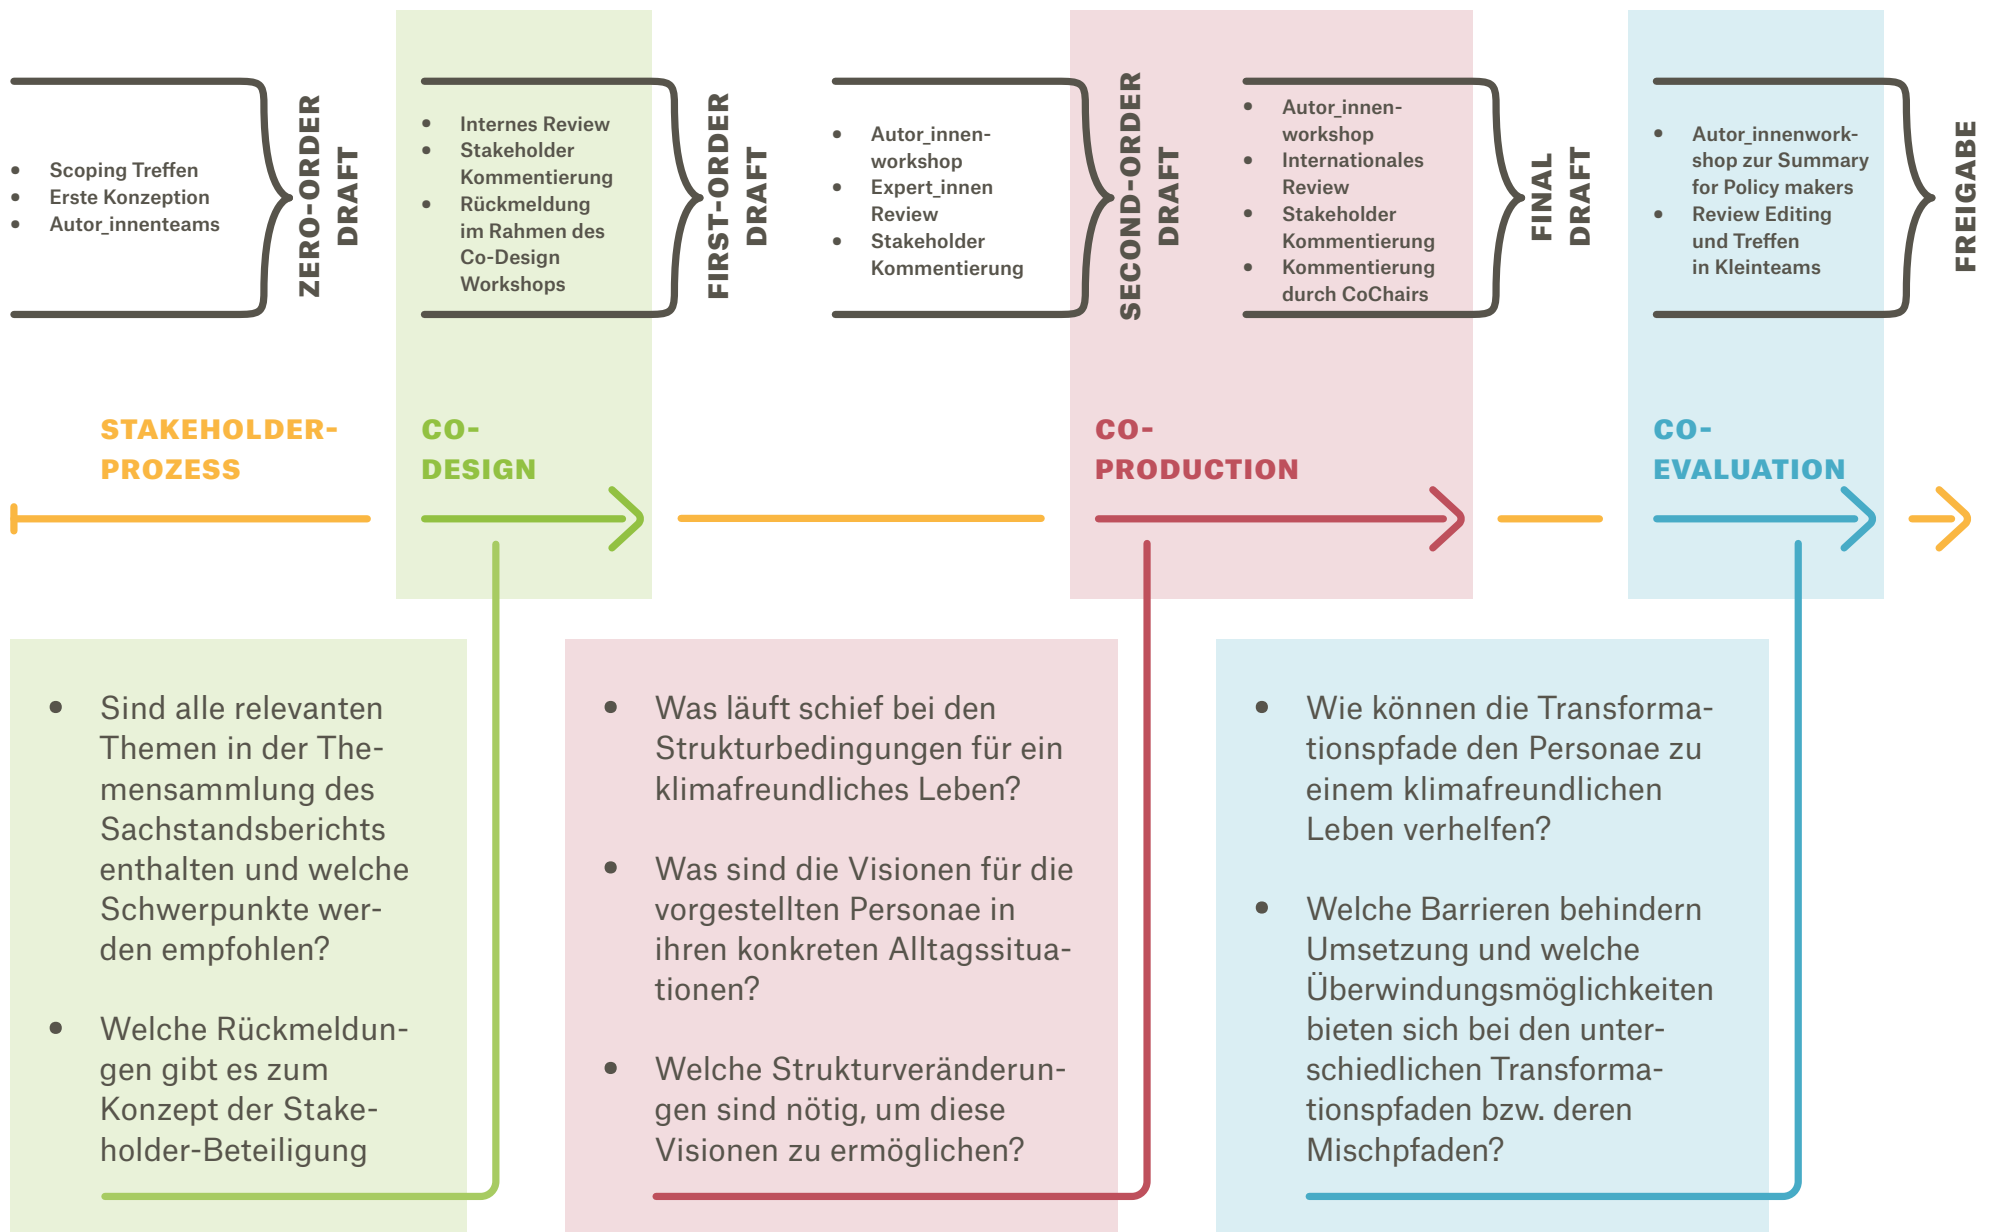 Scoping Treffen
Erste Konzeption
Autor_innenteams
ZERO-ORDER
DRAFT
Internes Review
Stakeholder
Kommentierung
Rückmeldung
im Rahmen des
Co-Design
Workshops
FIRST-ORDER
DRAFT
Autor_innen-
workshop
Expert_innen
Review
Stakeholder
Kommentierung
SECOND-ORDER
DRAFT
Autor_innen-
workshop
Internationales
Review
Stakeholder
Kommentierung
Kommentierung
durch CoChairs
FINAL
DRAFT
Autor_innenwork-
shop zur Summary
for Policy makers
Review Editing
und Treffen
in Kleinteams
FREIGABE
STAKEHOLDER-
PROZESS
CO-
DESIGN
CO-
PRODUCTION
CO-
EVALUATION
Sind alle relevanten
Themen in der The-
mensammlung des
Sachstandsberichts
enthalten und welche
Schwerpunkte wer-
den empfohlen?
Welche Rückmeldun-
gen gibt es zum
Konzept der Stake-
holder-Beteiligung
Was läuft schief bei den
Strukturbedingungen für ein
klimafreundliches Leben?
Was sind die Visionen für die
vorgestellten Personae in
ihren konkreten Alltagssitua-
tionen?
Welche Strukturveränderun-
gen sind nötig, um diese
Visionen zu ermöglichen?
Wie können die Transforma-
tionspfade den Personae zu
einem klimafreundlichen
Leben verhelfen?
Welche Barrieren behindern
Umsetzung und welche
Überwindungsmöglichkeiten
bieten sich bei den unter-
schiedlichen Transforma-
tionspfaden bzw. deren
Mischpfaden?